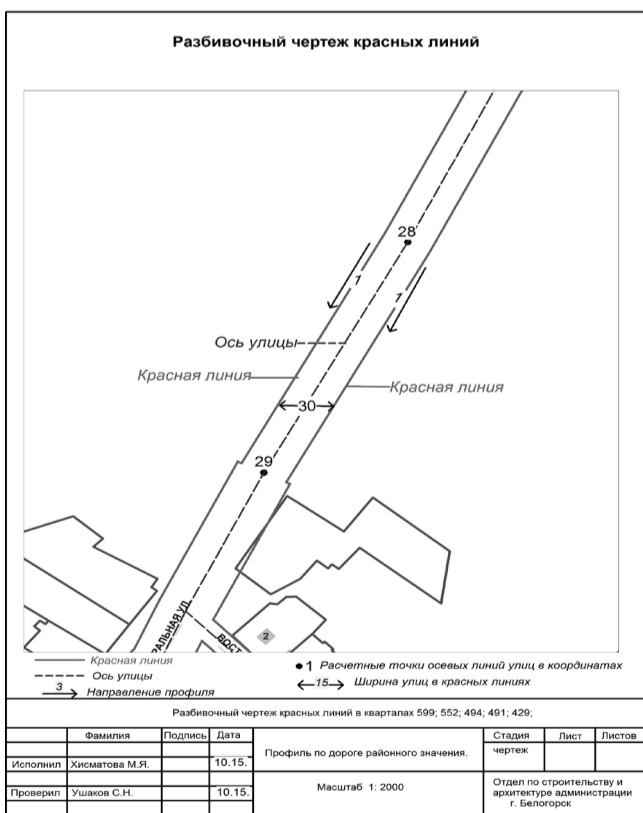 Разбивочный чертеж красных линий
28
1
1
Ось улицы
Красная линия
Красная линия
30
29
РАЛЬНАЯ УЛ.
ВОСТ
2
Красная линия
Ось улицы
3 Направление профиля
1 Расчетные точки осевых линий улиц в координатах
15 Ширина улиц в красных линиях
Разбивочный чертеж красных линий в кварталах 599; 552; 494; 491; 429;
Фамилия Подпись Дата
Профиль по дороге районного значения.
Стадия Лист Листов
чертеж
Исполнил Хисматова М.Я. 10.15.
Масштаб 1: 2000
Проверил Ушаков С.Н. 10.15.
Отдел по строительству и
архитектуре администрации
г. Белогорск